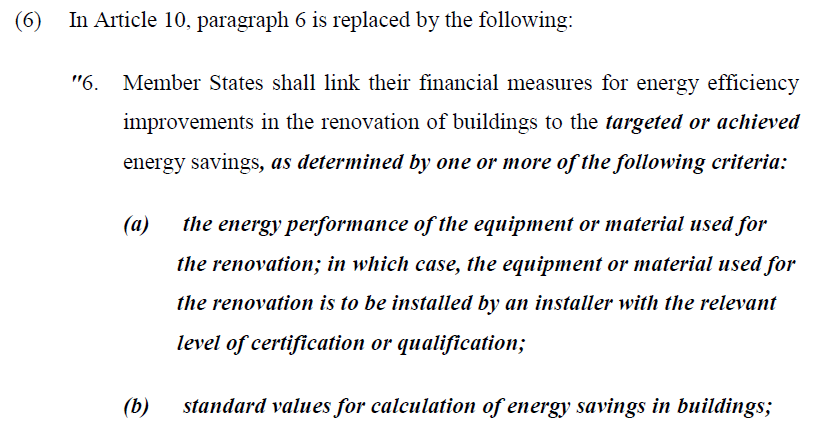 (6) In Article 10, paragraph 6 is replaced by the following:
"6. Member States shall link their financial measures for energy efficiency
improvements in the renovation of buildings to the targeted or achieved
energy savings, as determined by one or more of the following criteria:
(a) the energy performance of the equipment or material used for
the renovation; in which case, the equipment or material used for
the renovation is to be installed by an installer with the relevant
level of certification or qualification;
(b) standard values for calculation of energy savings in buildings;